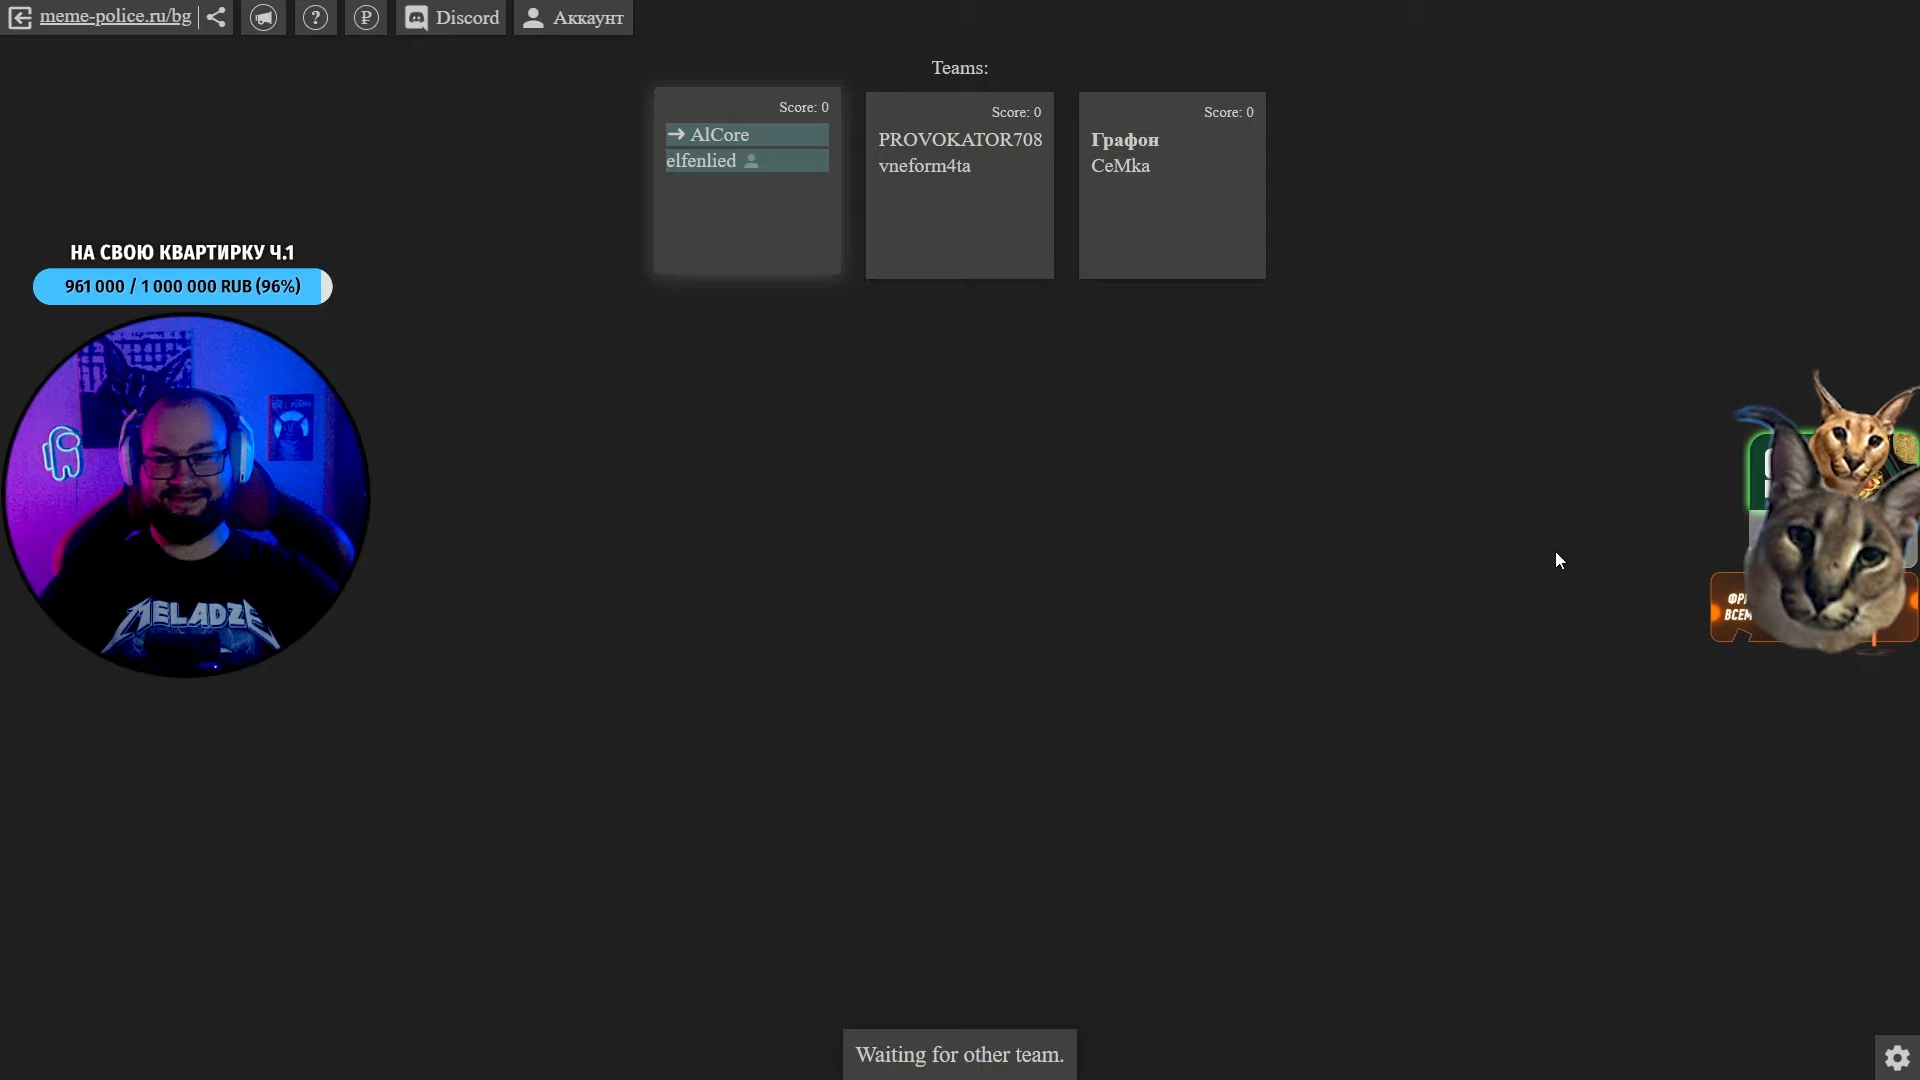 meme-police.ru/bg
Discord
Аккаунт
Teams:
Score: 0
AlCore
elfenlied
Score: 0
PROVOKATOR708
vneform4ta
Score: 0
Графон
CeMka
НА СВОЮ КВАРТИРКУ Ч.1
961 000 / 1 000 000 RUB (96%)
MELADZE
ВСЕМ
Waiting for other team.